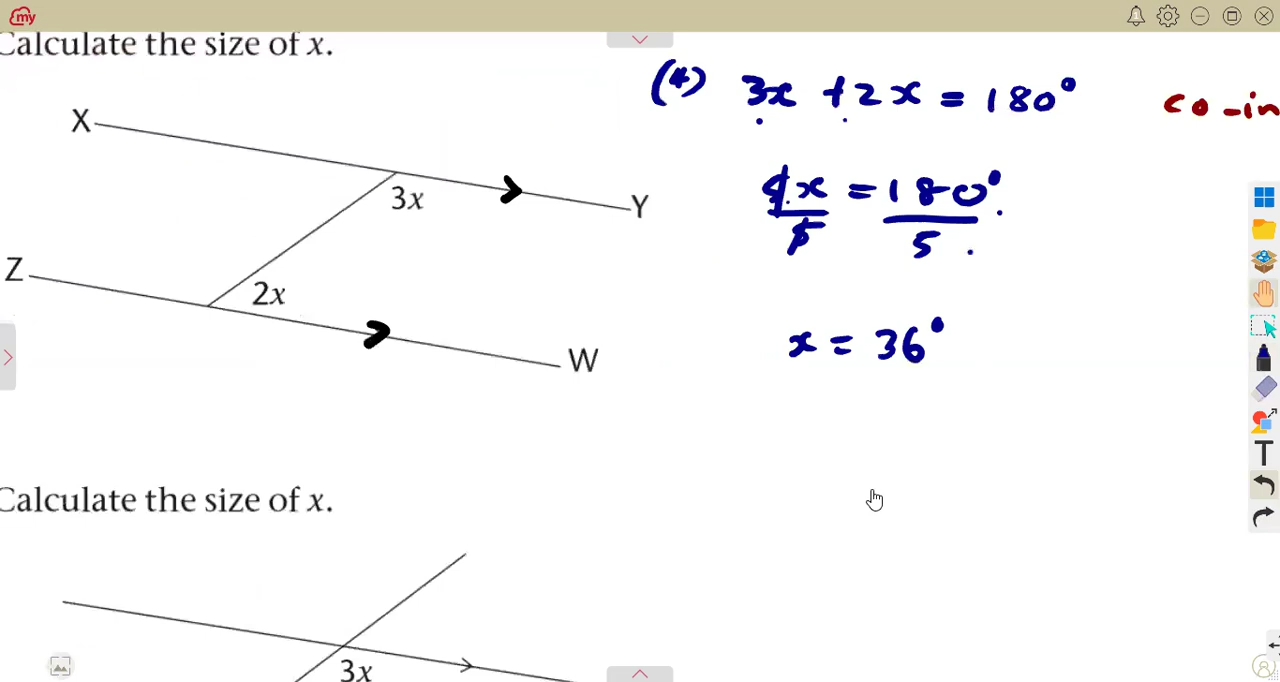 my
Calculate the size of x.
X
3x
Y
Z
2x
W
(4) 3x + 2x = 180° co-in
5x = 180°
5 5
x = 36°
Calculate the size of x.
3x
T